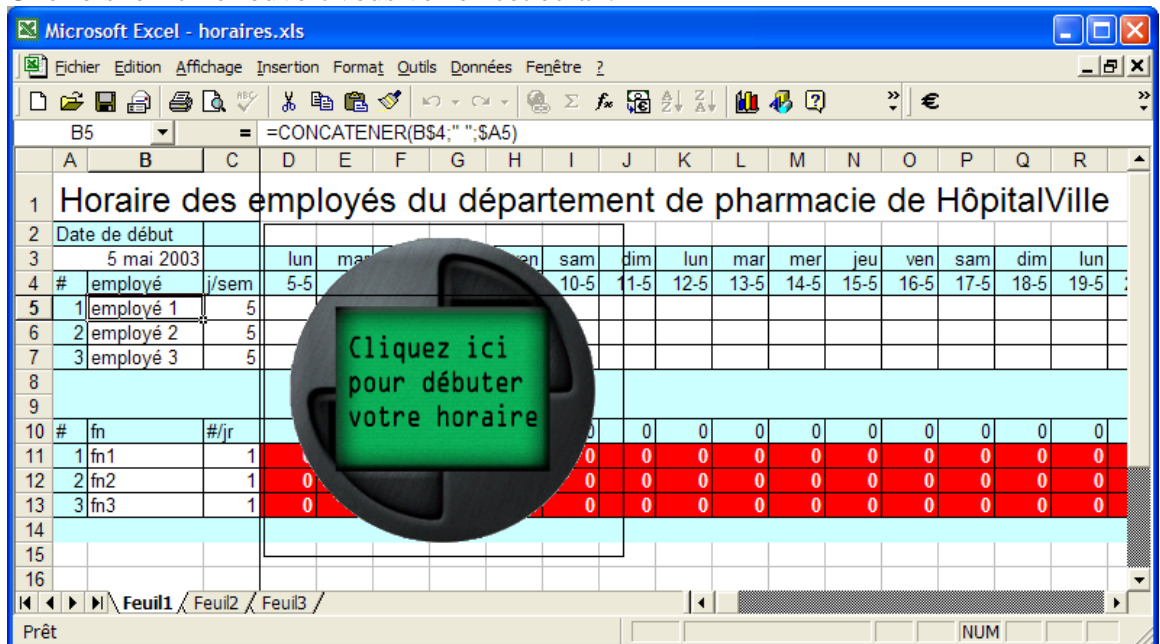 Microsoft Excel - horaires.xls
Fichier Edition Affichage Insertion Format Outils Données Fenêtre ?
B5 = =CONCATENER(B$4;" ";$A5)
A B C D E F G H I J K L M N O P Q R
1 Horaire des employés du département de pharmacie de HôpitalVille
2 Date de début
3 5 mai 2003 lun mar ven sam dim lun mar mer jeu ven sam dim lun
4 # employé j/sem 5-5 10-5 11-5 12-5 13-5 14-5 15-5 16-5 17-5 18-5 19-5
5 1 employé 1 5
6 2 employé 2 5
7 3 employé 3 5
Cliquez ici
pour débuter
votre horaire
8
9
10 # fn #/jr 0 0 0 0 0 0 0 0 0 0
11 1 fn1 1 0 0 0 0 0 0 0 0 0 0 0
12 2 fn2 1 0 0 0 0 0 0 0 0 0 0 0
13 3 fn3 1 0 0 0 0 0 0 0 0 0 0 0
14
15
16
Feuil1 Feuil2 Feuil3
Prêt NUM